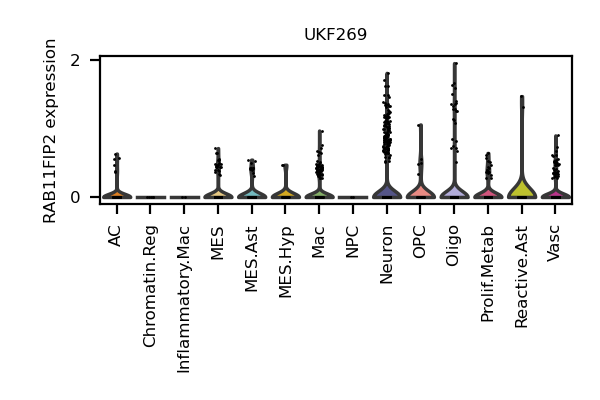 UKF269
RAB11FIP2 expression
2
0
AC
Chromatin.Reg
Inflammatory.Mac
MES
MES.Ast
MES.Hyp
Mac
NPC
Neuron
OPC
Oligo
Prolif.Metab
Reactive.Ast
Vasc